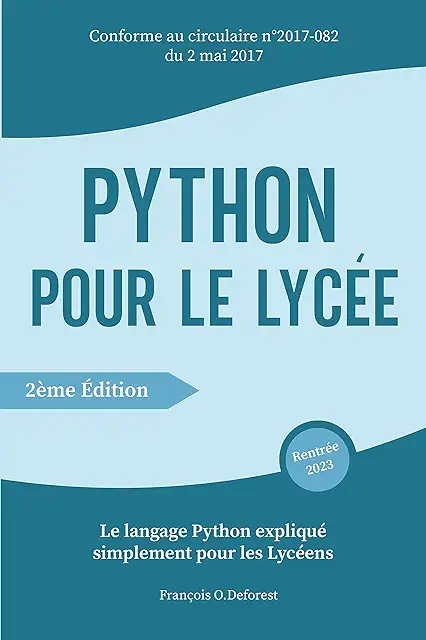 Conforme au circulaire n°2017-082
du 2 mai 2017
PYTHON
POUR LE LYCÉE
2ème Édition
Rentrée
2023
Le langage Python expliqué
simplement pour les Lycéens
François O.Deforest